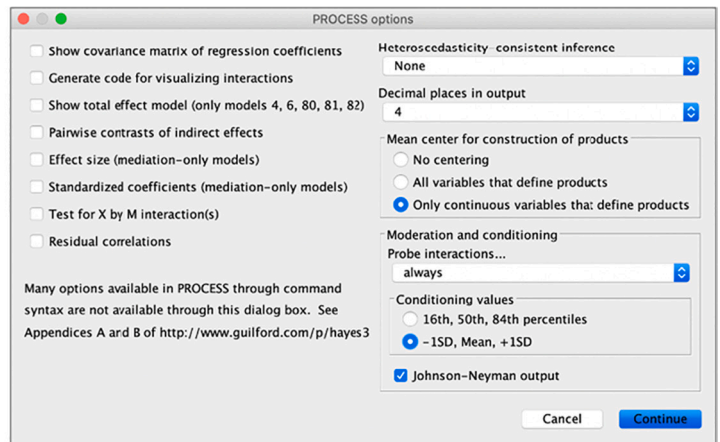 PROCESS options
Show covariance matrix of regression coefficients
Generate code for visualizing interactions
Show total effect model (only models 4, 6, 80, 81, 82)
Pairwise contrasts of indirect effects
Effect size (mediation-only models)
Standardized coefficients (mediation-only models)
Test for X by M interaction(s)
Residual correlations
Many options available in PROCESS through command
syntax are not available through this dialog box. See
Appendices A and B of http://www.guilford.com/p/hayes3
Heteroscedasticity-consistent inference
None
Decimal places in output
4
Mean center for construction of products
No centering
All variables that define products
Only continuous variables that define products
Moderation and conditioning
Probe interactions...
always
Conditioning values
16th, 50th, 84th percentiles
-1SD, Mean, +1SD
Johnson-Neyman output
Cancel
Continue